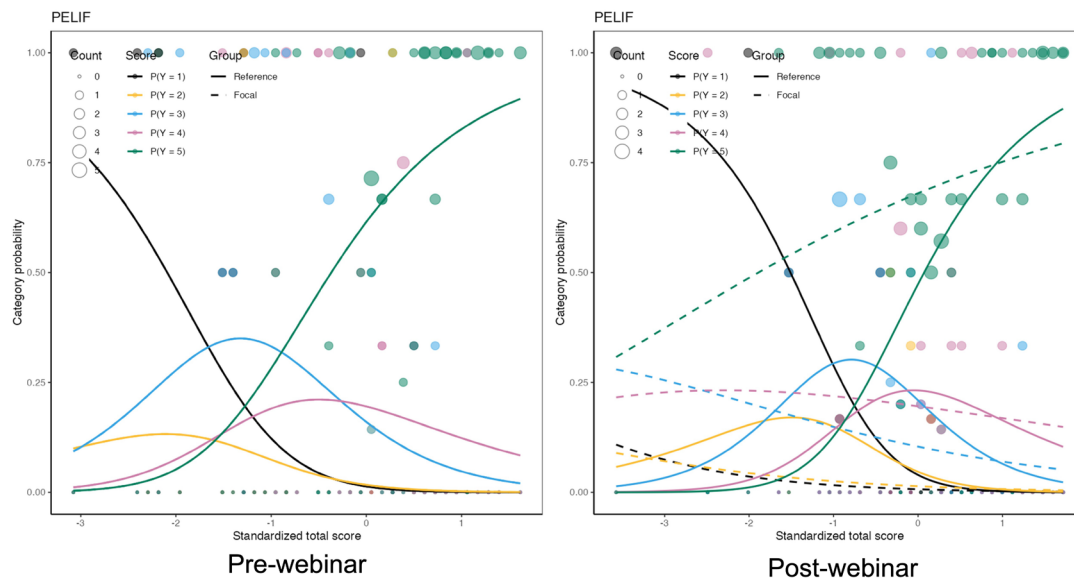 PELIF
Count
Score
Group
0
P(Y = 1)
Reference
1
P(Y = 2)
Focal
2
P(Y = 3)
3
P(Y = 4)
4
P(Y = 5)
1.00
0.75
0.50
0.25
0.00
Category probability
-3 -2 -1 0 1
Standardized total score
Pre-webinar
PELIF
Count
Score
Group
0
P(Y = 1)
Reference
1
P(Y = 2)
Focal
2
P(Y = 3)
3
P(Y = 4)
4
P(Y = 5)
1.00
0.75
0.50
0.25
0.00
Category probability
-3 -2 -1 0 1
Standardized total score
Post-webinar